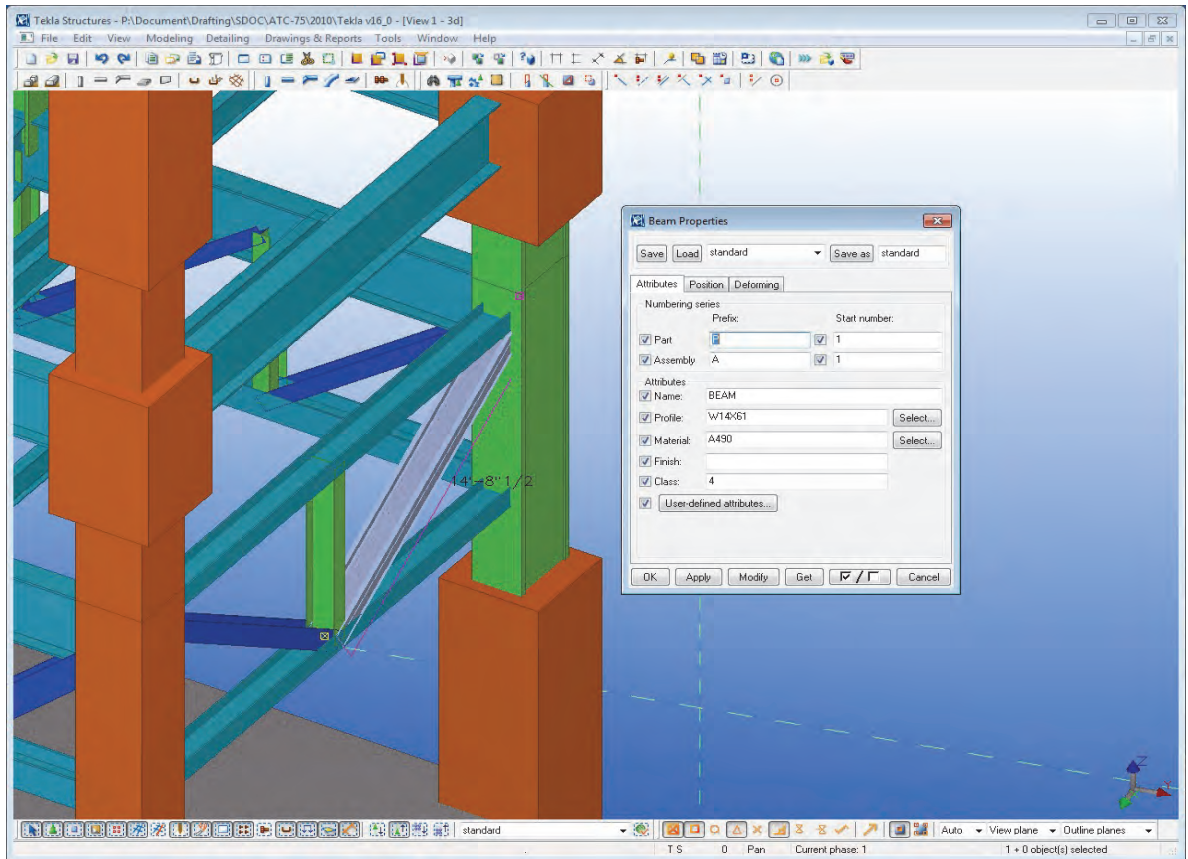 Tekla Structures - P:\Document\Drafting\SDOC\ATC-75\2010\Tekla v16_0 - [View 1 - 3d]
File Edit View Modeling Detailing Drawings & Reports Tools Window Help
Beam Properties
Save Load standard Save as standard
Attributes Position Deforming
Numbering series
Prefix: Start number:
Part P 1
Assembly A 1
Attributes
Name: BEAM
Profile: W14X61 Select...
Material: A490 Select...
Finish:
Class: 4
User-defined attributes...
OK Apply Modify Get / Cancel
14'-8" 1/2
Z
standard Auto View plane Outline planes
T S 0 Pan Current phase: 1 1 + 0 object(s) selected